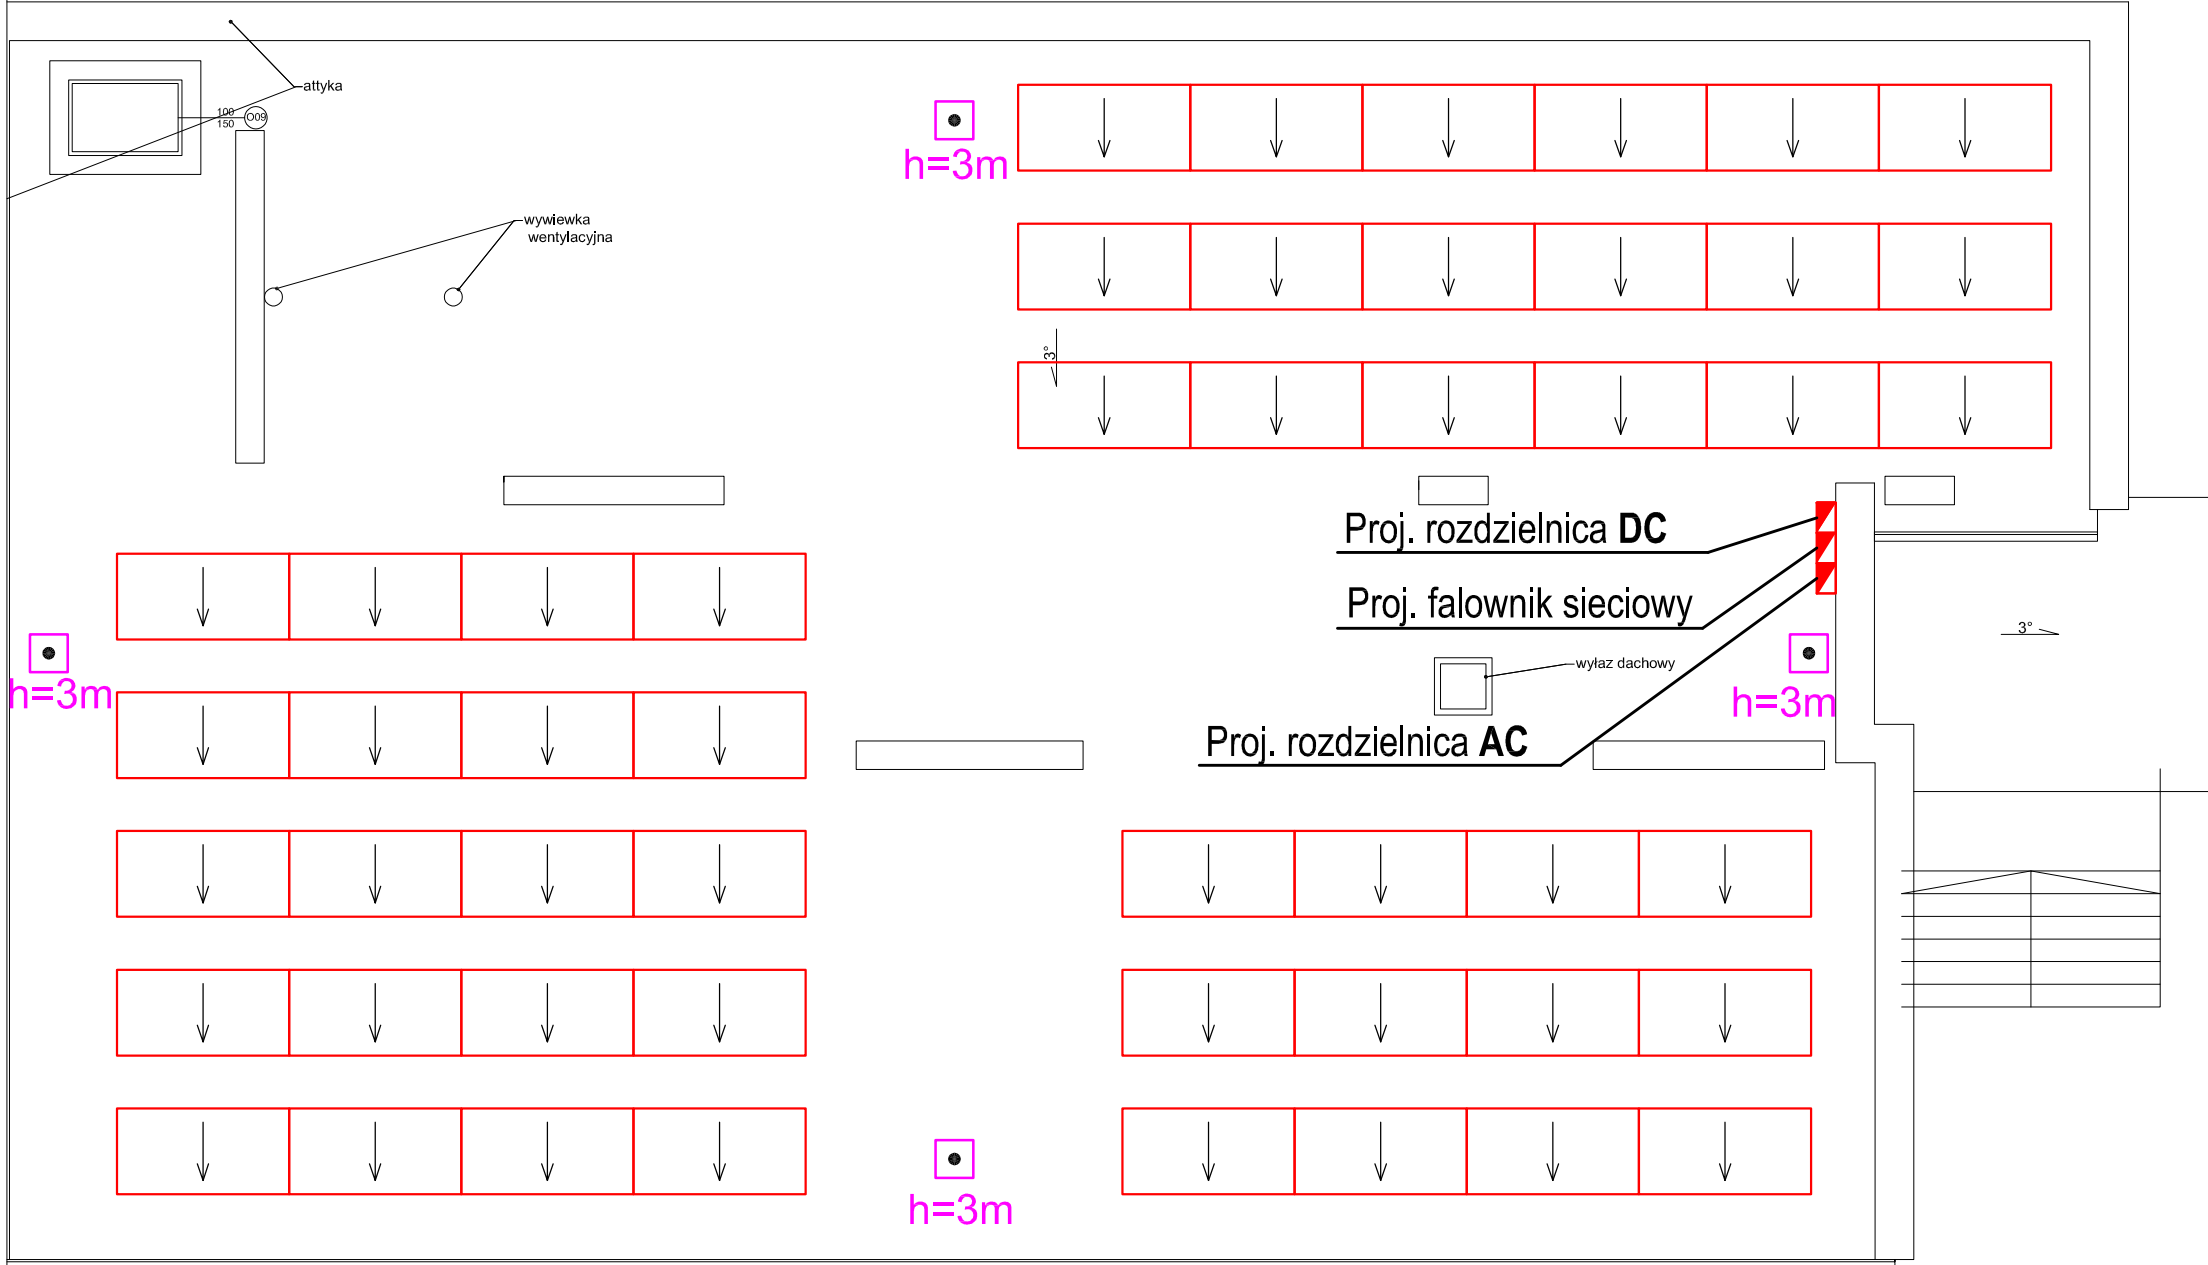 attyka
100
150
O09
h=3m
wywiewka
wentylacyjna
3°
Proj. rozdzielnica DC
Proj. falownik sieciowy
3°
wyłaz dachowy
h=3m
h=3m
Proj. rozdzielnica AC
h=3m